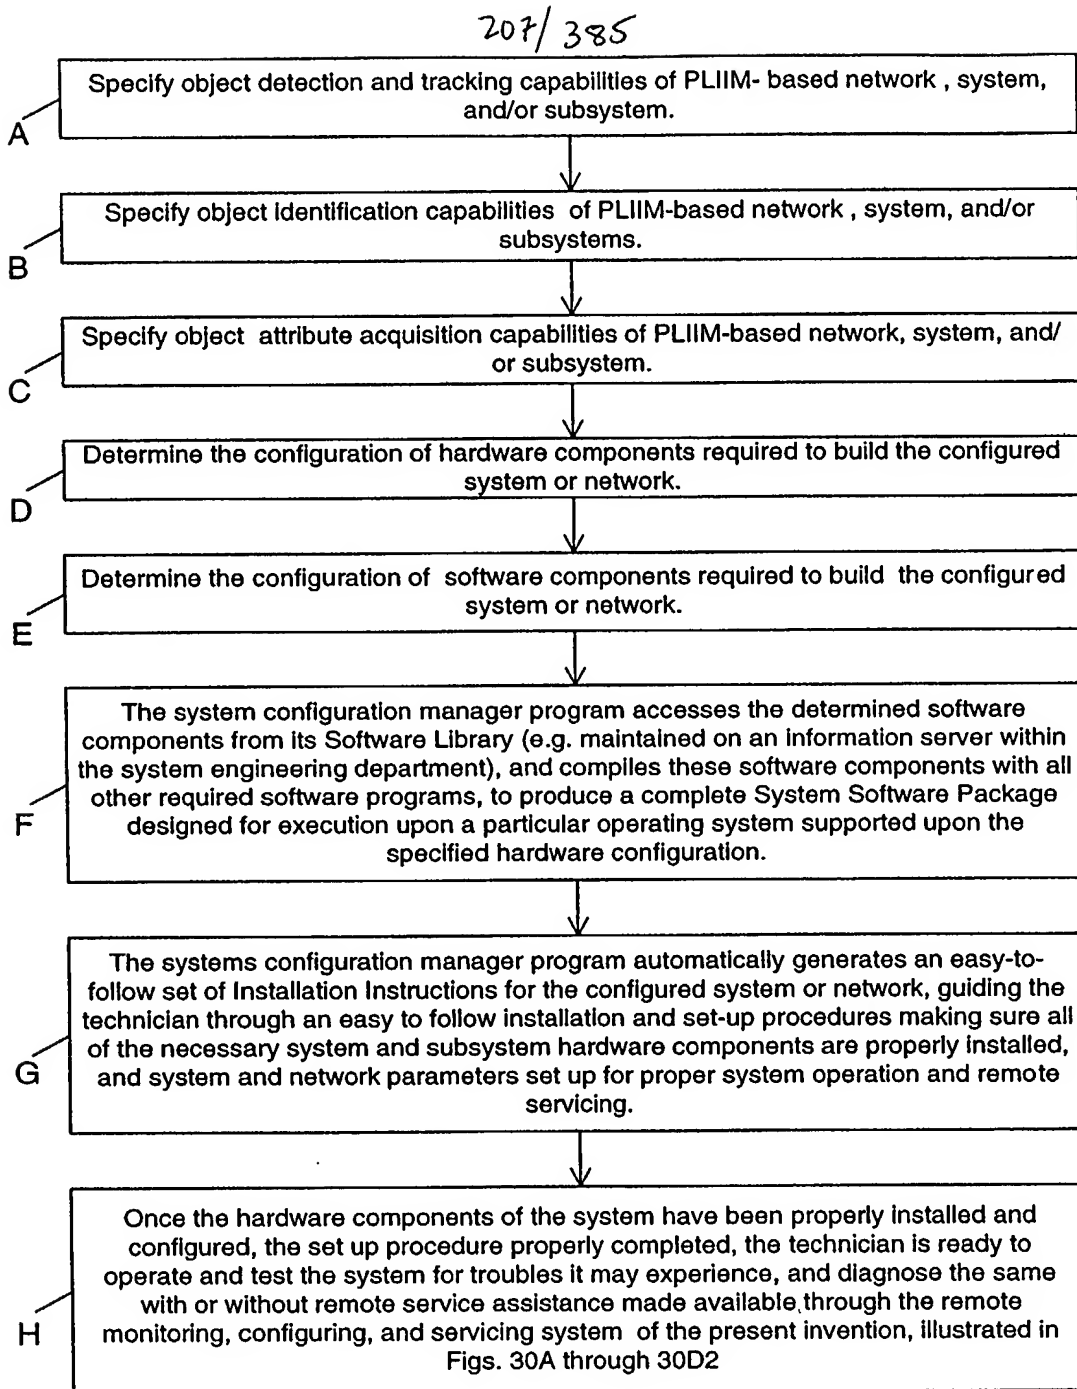 207/385
Specify object detection and tracking capabilities of PLIIM- based network , system,
and/or subsystem.
A
Specify object identification capabilities of PLIIM-based network , system, and/or
subsystems.
B
Specify object attribute acquisition capabilities of PLIIM-based network, system, and/
or subsystem.
C
Determine the configuration of hardware components required to build the configured
system or network.
D
Determine the configuration of software components required to build the configured
system or network.
E
The system configuration manager program accesses the determined software
components from its Software Library (e.g. maintained on an information server within
the system engineering department), and compiles these software components with all
other required software programs, to produce a complete System Software Package
designed for execution upon a particular operating system supported upon the
specified hardware configuration.
F
The systems configuration manager program automatically generates an easy-to-
follow set of Installation Instructions for the configured system or network, guiding the
technician through an easy to follow installation and set-up procedures making sure all
of the necessary system and subsystem hardware components are properly installed,
and system and network parameters set up for proper system operation and remote
servicing.
G
Once the hardware components of the system have been properly installed and
configured, the set up procedure properly completed, the technician is ready to
operate and test the system for troubles it may experience, and diagnose the same
with or without remote service assistance made available through the remote
monitoring, configuring, and servicing system of the present invention, illustrated in
Figs. 30A through 30D2
H